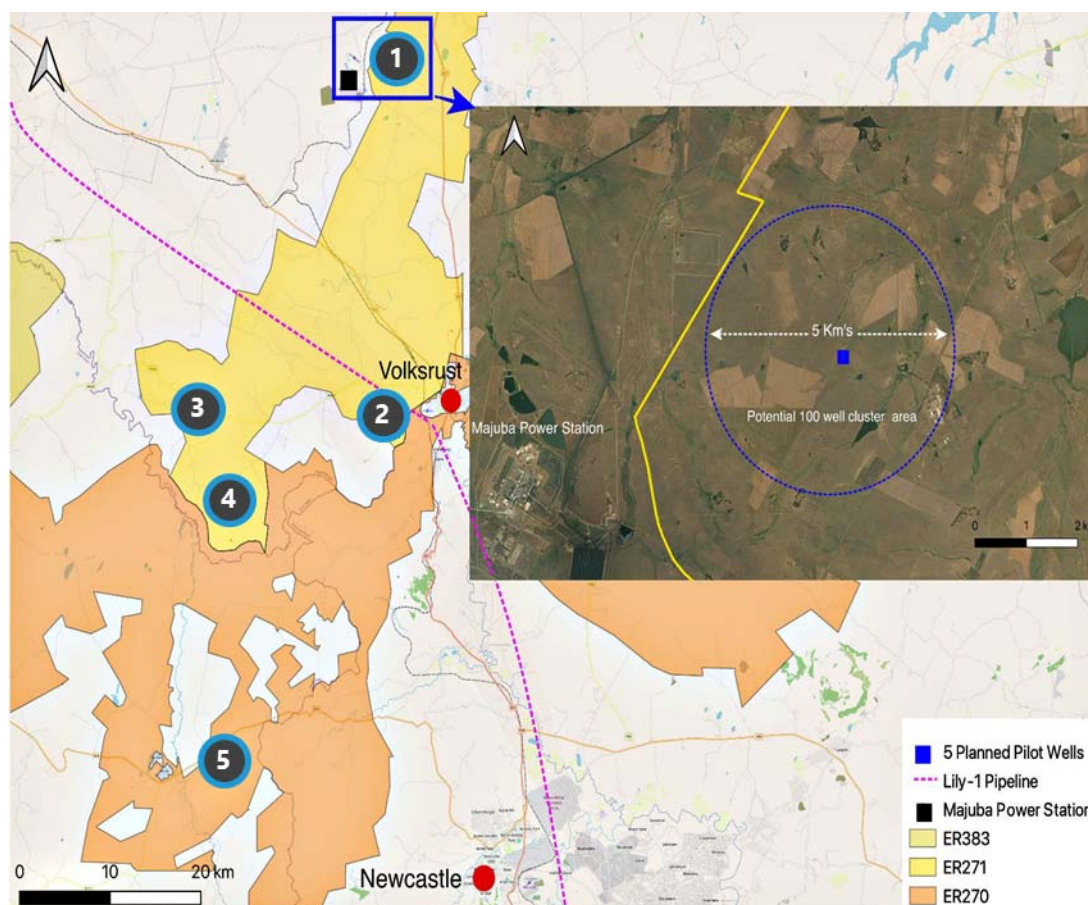 1
5 Km's
Potential 100 well cluster area
Majuba Power Station
0 1 2 k
Volksrust
2
3
4
5
Newcastle
0 10 20 km
5 Planned Pilot Wells
Lily-1 Pipeline
Majuba Power Station
ER383
ER271
ER270